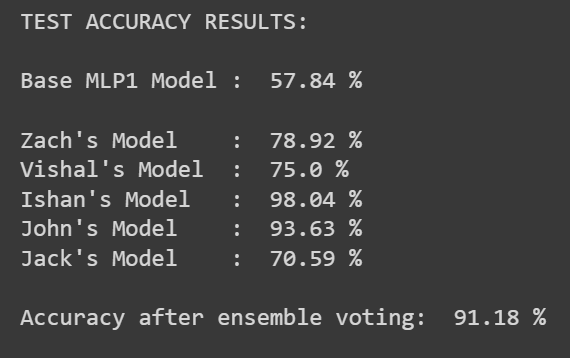 TEST ACCURACY RESULTS:
Base MLP1 Model :  57.84 %
Zach's Model    :  78.92 %
Vishal's Model  :  75.0 %
Ishan's Model   :  98.04 %
John's Model    :  93.63 %
Jack's Model    :  70.59 %
Accuracy after ensemble voting:  91.18 %